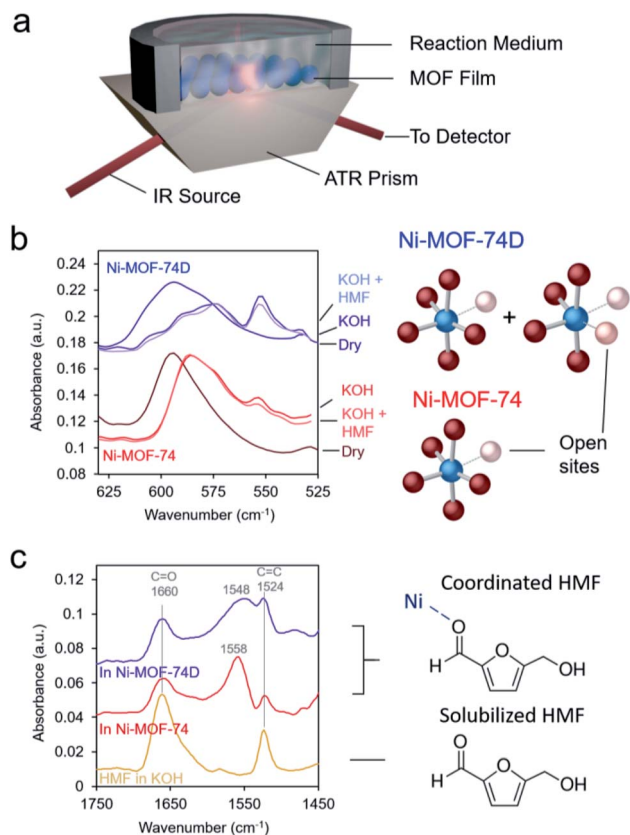 a
Reaction Medium
MOF Film
To Detector
ATR Prism
IR Source
b
Absorbance (a.u.)
0.24
0.22
0.2
0.18
0.16
0.14
0.12
0.1
0.08
Ni-MOF-74D
Ni-MOF-74
KOH +
HMF
KOH
Dry
KOH
KOH +
HMF
Dry
625
600
575
550
525
Wavenumber (cm⁻¹)
Ni-MOF-74D
+
Ni-MOF-74
Open
sites
c
Absorbance (a.u.)
0.12
0.1
0.08
0.06
0.04
0.02
0
C=O
1660
1548
C=C
1524
1558
In Ni-MOF-74D
In Ni-MOF-74
HMF in KOH
1750
1650
1550
1450
Wavenumber (cm⁻¹)
Coordinated HMF
Ni
O
H
O
OH
Solubilized HMF
O
H
O
OH